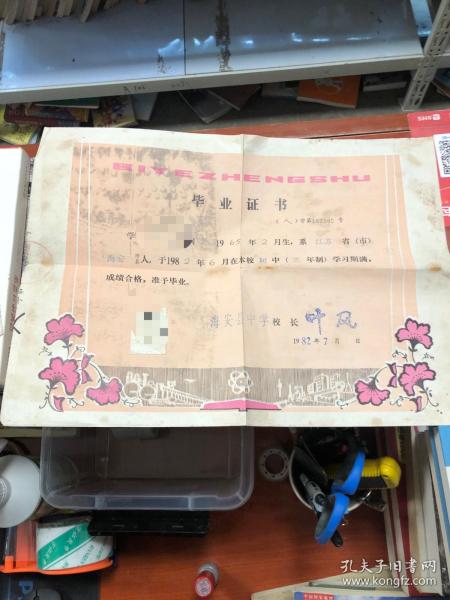 BIYEZHENGSHU
毕业证书
学
1965年2月生,系江苏省(市)
海安 人,于1982年6月在本校初中( 年制)学习期满,
成绩合格,准予毕业。
海安县中学校长 叶风
1982年7月 日
孔夫子旧书网
www.kongfz.com